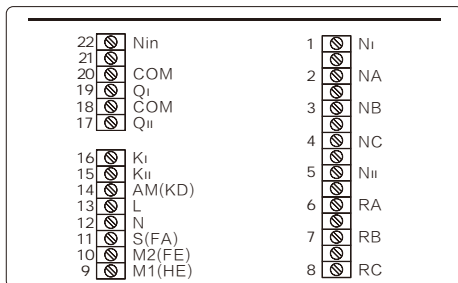 22 Nin
21
20 COM
19 QI
18 COM
17 QII
16 KI
15 KII
14 AM(KD)
13 L
12 N
11 S(FA)
10 M2(FE)
9 M1(HE)
1 NI
2 NA
3 NB
4 NC
5 NII
6 RA
7 RB
8 RC